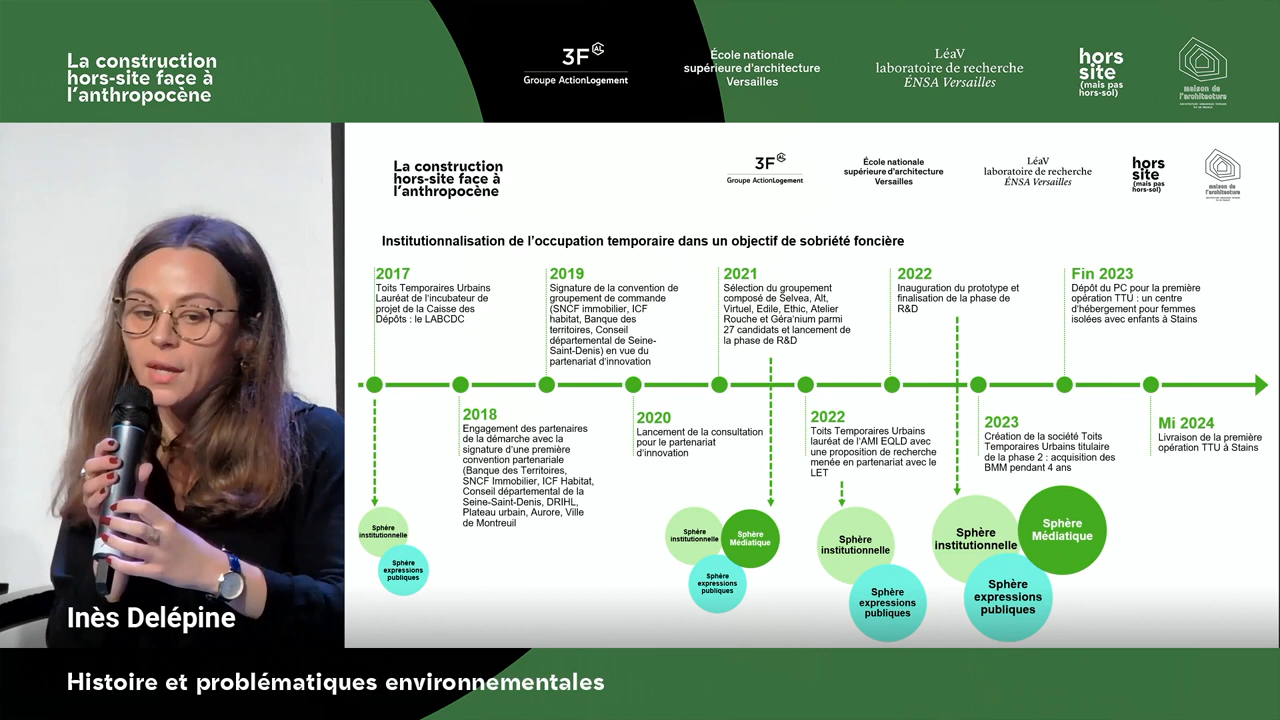 La construction
hors-site face à
l'anthropocène
3F AL
Groupe ActionLogement
École nationale
supérieure d'architecture
Versailles
LéaV
laboratoire de recherche
ÉNSA Versailles
hors
site
(mais pas
hors-sol)
maison de
l'architecture
La construction
hors-site face à
l'anthropocène
3F AL
Groupe ActionLogement
École nationale
supérieure d'architecture
Versailles
LéaV
laboratoire de recherche
ÉNSA Versailles
hors
site
(mais pas
hors-sol)
maison de
l'architecture
Institutionnalisation de l'occupation temporaire dans un objectif de sobriété foncière
2017
Toits Temporaires Urbains
Lauréat de l'incubateur de
projet de la Caisse des
Dépôts : le LABCDC
2019
Signature de la convention de
groupement de commande
(SNCF immobilier, ICF
habitat, Banque des
territoires, Conseil
départemental de Seine-
Saint-Denis) en vue du
partenariat d'innovation
2021
Sélection du groupement
composé de Selvea, Alt,
Virtuel, Edile, Ethic, Atelier
Rouche et Géra'nium parmi
27 candidats et lancement de
la phase de R&D
2022
Inauguration du prototype et
finalisation de la phase de
R&D
Fin 2023
Dépôt du PC pour la première
opération TTU : un centre
d'hébergement pour femmes
isolées avec enfants à Stains
2018
Engagement des partenaires
de la démarche avec la
signature d'une première
convention partenariale
(Banque des Territoires,
SNCF Immobilier, ICF Habitat,
Conseil départemental de la
Seine-Saint-Denis, DRIHL,
Plateau urbain, Aurore, Ville
de Montreuil
2020
Lancement de la consultation
pour le partenariat
d'innovation
2022
Toits Temporaires Urbains
lauréat de l'AMI EQLD avec
une proposition de recherche
menée en partenariat avec le
LET
2023
Création de la société Toits
Temporaires Urbains titulaire
de la phase 2 : acquisition des
BMM pendant 4 ans
Mi 2024
Livraison de la première
opération TTU à Stains
Sphère
institutionnelle
Sphère
expressions
publiques
Sphère
institutionnelle
Sphère
Médiatique
Sphère
expressions
publiques
Sphère
institutionnelle
Sphère
expressions
publiques
Sphère
institutionnelle
Sphère
Médiatique
Sphère
expressions
publiques
Inès Delépine
Histoire et problématiques environnementales